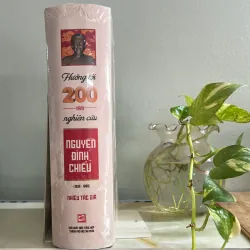 Hướng tới
200
năm
nghiên cứu
NGUYỄN
ĐÌNH
CHIỂU
NHIỀU TÁC GIẢ